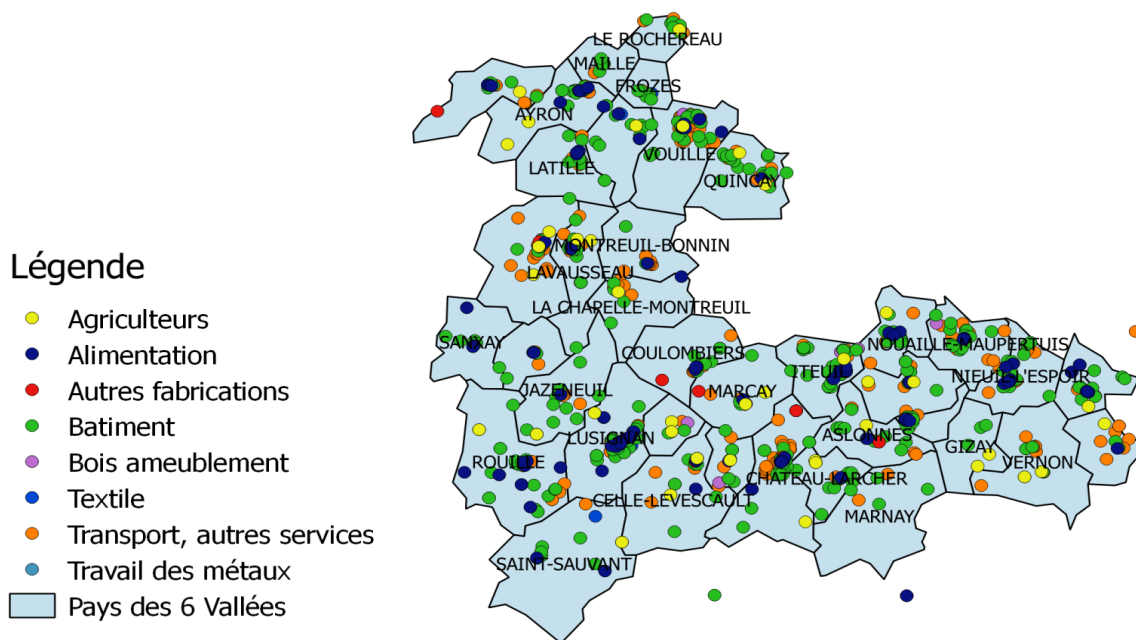 LE ROCHEREAU
MAILLE
FROZES
AYRON
VOUILLE
LATILLE
QUINCAY
MONTREUIL-BONNIN
LAVAUSSEAU
LA CHAPELLE-MONTREUIL
SANXAY
COULOMBIERS
NOUAILLE-MAUPERTUIS
ITEUIL
NIEUIL-L'ESPOIR
JAZENEUIL
MARCAY
LUSIGNAN
ASLONNES
GIZAY
ROUILLE
VERNON
CHATEAU-LARCHER
CELLE-LEVESCAULT
MARNAY
SAINT-SAUVANT
Légende
Agriculteurs
Alimentation
Autres fabrications
Batiment
Bois ameublement
Textile
Transport, autres services
Travail des métaux
Pays des 6 Vallées